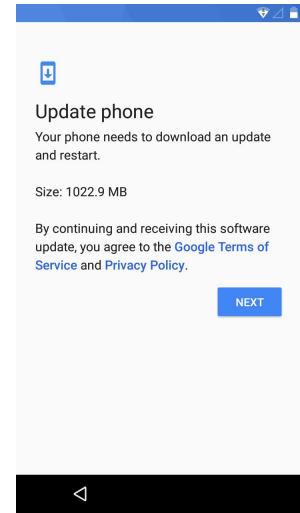 Update phone
Your phone needs to download an update
and restart.
Size: 1022.9 MB
By continuing and receiving this software
update, you agree to the Google Terms of
Service and Privacy Policy.
NEXT